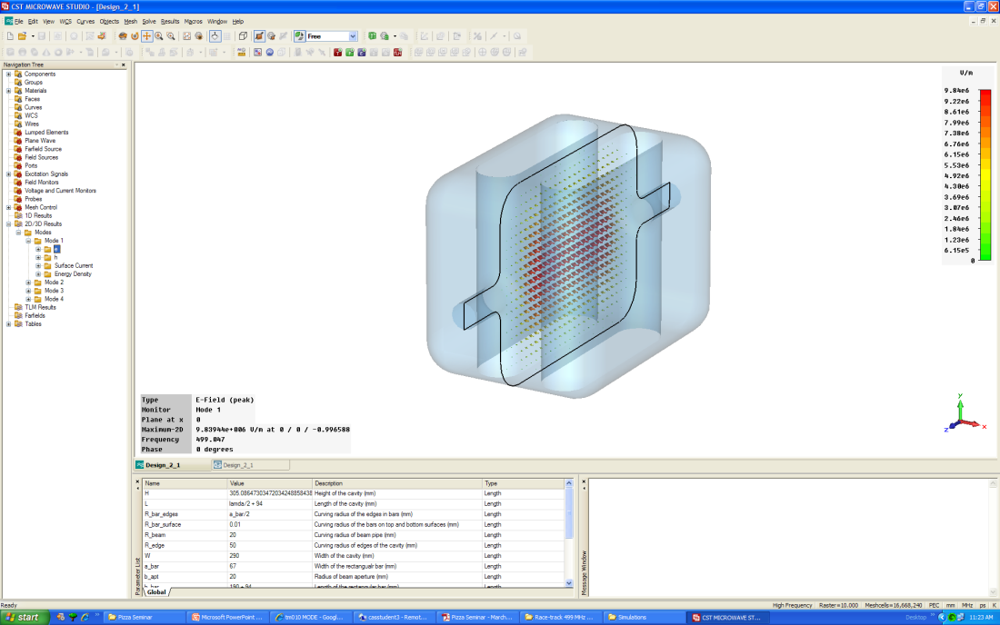 CST MICROWAVE STUDIO - [Design_2_1]
File Edit View WCS Curves Objects Mesh Solve Results Macros Window Help
Free
Navigation Tree
Components
Groups
Materials
Faces
Curves
WCS
Wires
Lumped Elements
Plane Wave
Farfield Source
Field Sources
Ports
Excitation Signals
Field Monitors
Voltage and Current Monitors
Probes
Mesh Control
1D Results
2D/3D Results
Modes
Mode 1
e
h
Surface Current
Energy Density
Mode 2
Mode 3
Mode 4
TLM Results
Farfields
Tables
V/m
9.84e6
9.22e6
8.61e6
7.99e6
7.38e6
6.76e6
6.15e6
5.53e6
4.92e6
4.30e6
3.69e6
3.07e6
2.46e6
1.84e6
1.23e6
6.15e5
0
Type E-Field (peak)
Monitor Mode 1
Plane at x 0
Maximum-2D 9.83944e+006 V/m at 0 / 0 / -0.996588
Frequency 499.047
Phase 0 degrees
y
x
z
Design_2_1 Design_2_1
Name Value Description Type
H 305.08647303472034248858438 Height of the cavity (mm) Length
L lamda/2 + 94 Length of the cavity (mm) Length
R_bar_edges a_bar/2 Curving radius of the edges in bars (mm) Length
R_bar_surface 0.01 Curving radius of the bars on top and bottom surfaces (mm) Length
R_beam 20 Curving radius of beam pipe (mm) Length
R_edge 50 Curving radius of edges of the cavity (mm) Length
W 290 Width of the cavity (mm) Length
a_bar 67 Width of the rectangualr bar (mm) Length
b_apt 20 Radius of beam aperture (mm) Length
b_bar 190 + 94 Length of the rectangular bar (mm) Length
Global
Parameter List
Message Window
Ready
High Frequency Raster=10.000 Meshcells=16,668,240 PEC mm MHz ps K
start
Pizza Seminar
Microsoft PowerPoint ...
tm010 MODE - Googl...
casstudent3 - Remot...
Pizza Seminar - March...
Race-track 499 MHz ...
Simulations
CST MICROWAVE ST...
Desktop
11:23 AM